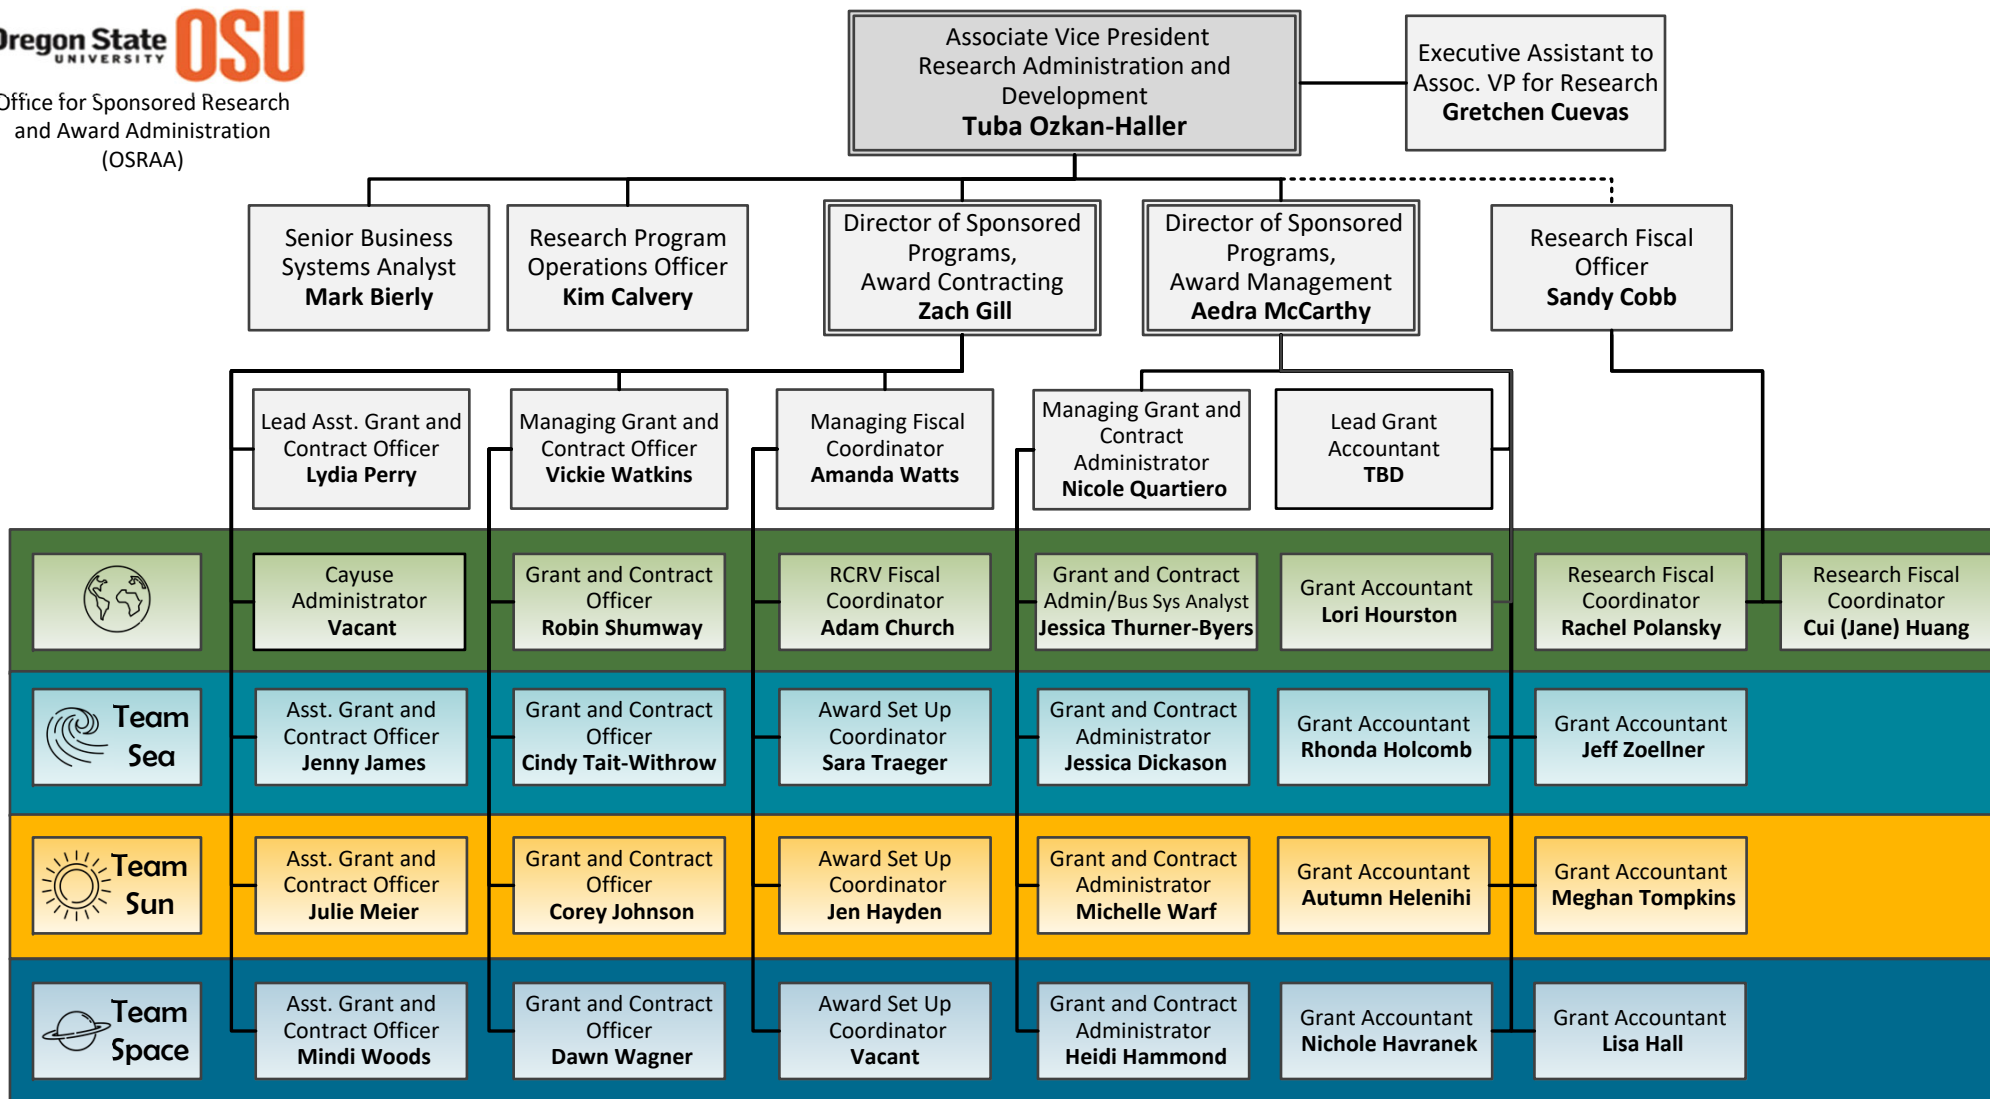 Oregon State
UNIVERSITY
OSU
Office for Sponsored Research
and Award Administration
(OSRAA)
Associate Vice President
Research Administration and
Development
Tuba Ozkan-Haller
Executive Assistant to
Assoc. VP for Research
Gretchen Cuevas
Senior Business
Systems Analyst
Mark Bierly
Research Program
Operations Officer
Kim Calvery
Director of Sponsored
Programs,
Award Contracting
Zach Gill
Director of Sponsored
Programs,
Award Management
Aedra McCarthy
Research Fiscal
Officer
Sandy Cobb
Lead Asst. Grant and
Contract Officer
Lydia Perry
Managing Grant and
Contract Officer
Vickie Watkins
Managing Fiscal
Coordinator
Amanda Watts
Managing Grant and
Contract
Administrator
Nicole Quartiero
Lead Grant
Accountant
TBD
Cayuse
Administrator
Vacant
Grant and Contract
Officer
Robin Shumway
RCRV Fiscal
Coordinator
Adam Church
Grant and Contract
Admin/Bus Sys Analyst
Jessica Thurner-Byers
Grant Accountant
Lori Hourston
Research Fiscal
Coordinator
Rachel Polansky
Research Fiscal
Coordinator
Cui (Jane) Huang
Team
Sea
Asst. Grant and
Contract Officer
Jenny James
Grant and Contract
Officer
Cindy Tait-Withrow
Award Set Up
Coordinator
Sara Traeger
Grant and Contract
Administrator
Jessica Dickason
Grant Accountant
Rhonda Holcomb
Grant Accountant
Jeff Zoellner
Team
Sun
Asst. Grant and
Contract Officer
Julie Meier
Grant and Contract
Officer
Corey Johnson
Award Set Up
Coordinator
Jen Hayden
Grant and Contract
Administrator
Michelle Warf
Grant Accountant
Autumn Helenihi
Grant Accountant
Meghan Tompkins
Team
Space
Asst. Grant and
Contract Officer
Mindi Woods
Grant and Contract
Officer
Dawn Wagner
Award Set Up
Coordinator
Vacant
Grant and Contract
Administrator
Heidi Hammond
Grant Accountant
Nichole Havranek
Grant Accountant
Lisa Hall